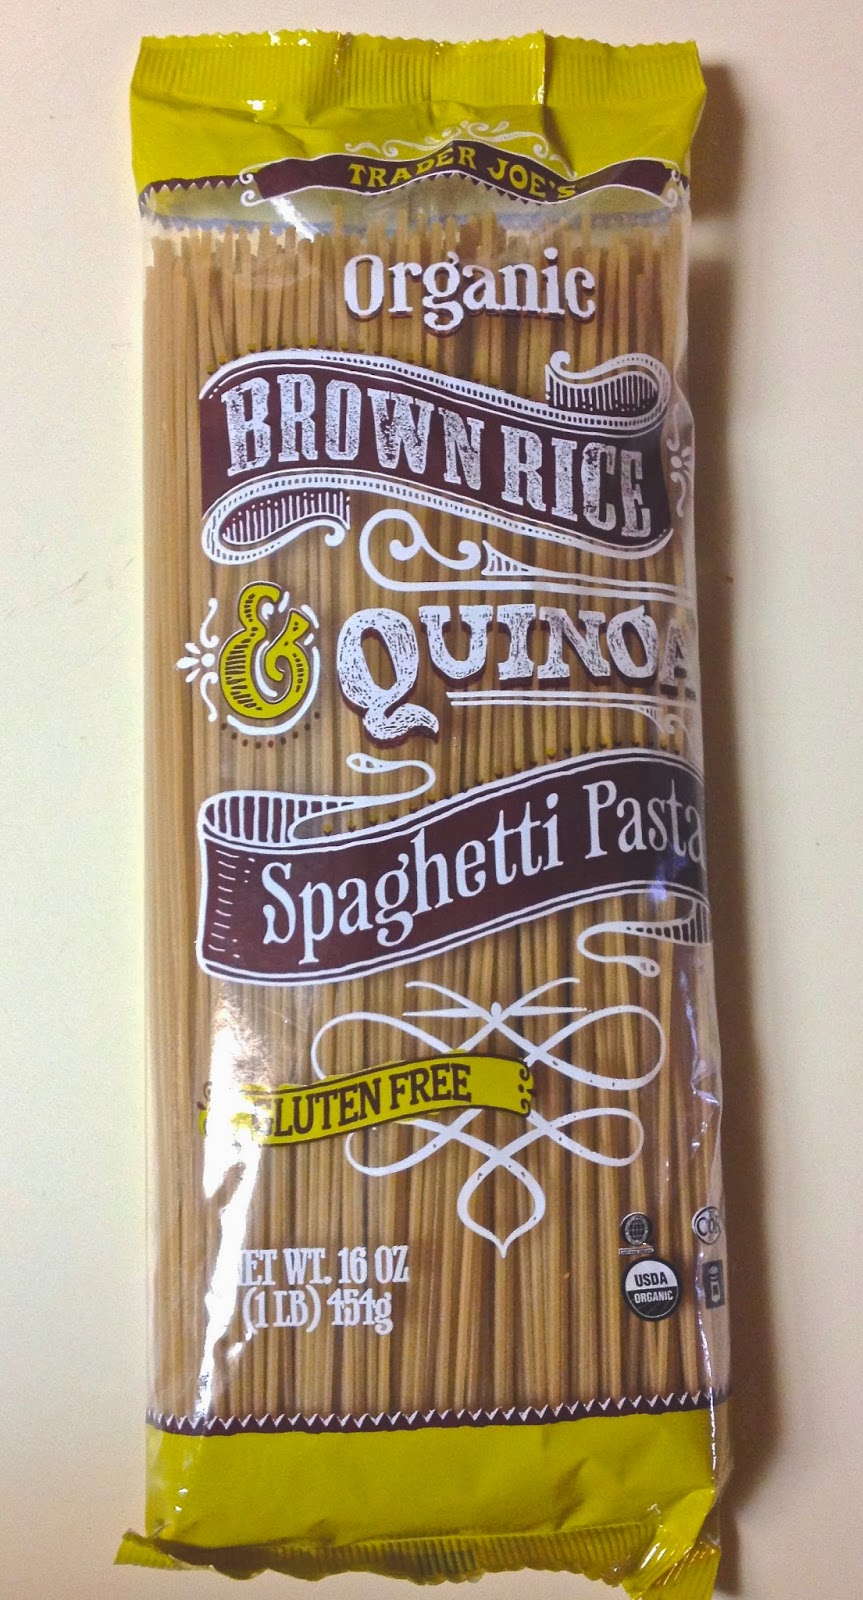 TRADER JOE'S
Organic
BROWN RICE
& QUINOA
Spaghetti Pasta
GLUTEN FREE
NET WT. 16 OZ
(1 LB) 454g
USDA
ORGANIC